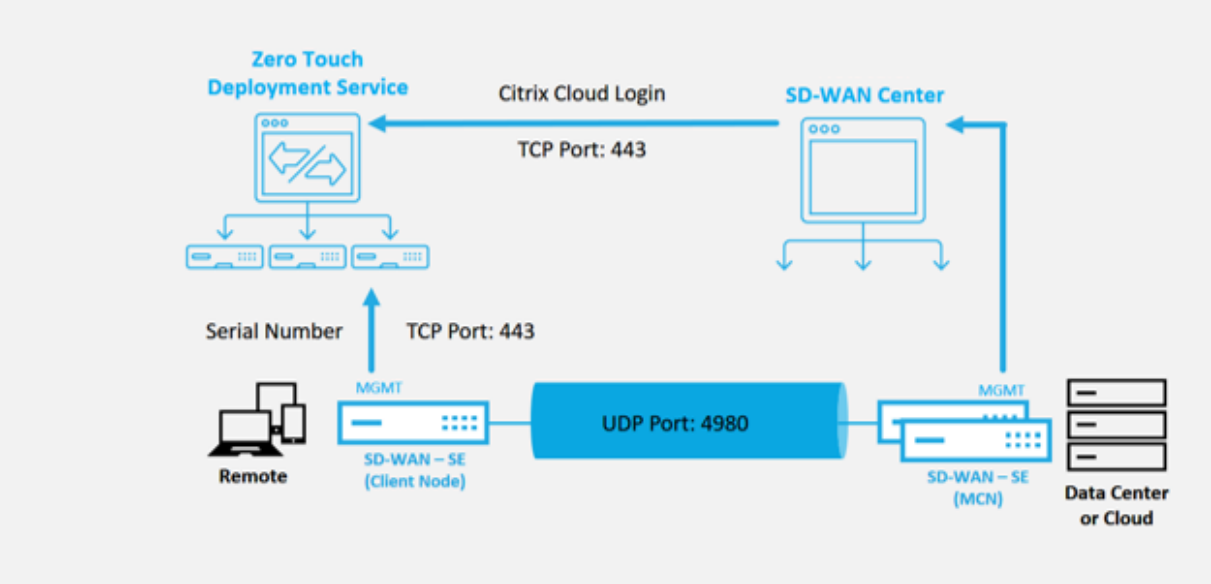 Zero Touch
Deployment Service
Citrix Cloud Login
SD-WAN Center
TCP Port: 443
Serial Number
TCP Port: 443
MGMT
MGMT
UDP Port: 4980
SD-WAN – SE
(Client Node)
Remote
SD-WAN – SE
(MCN)
Data Center
or Cloud